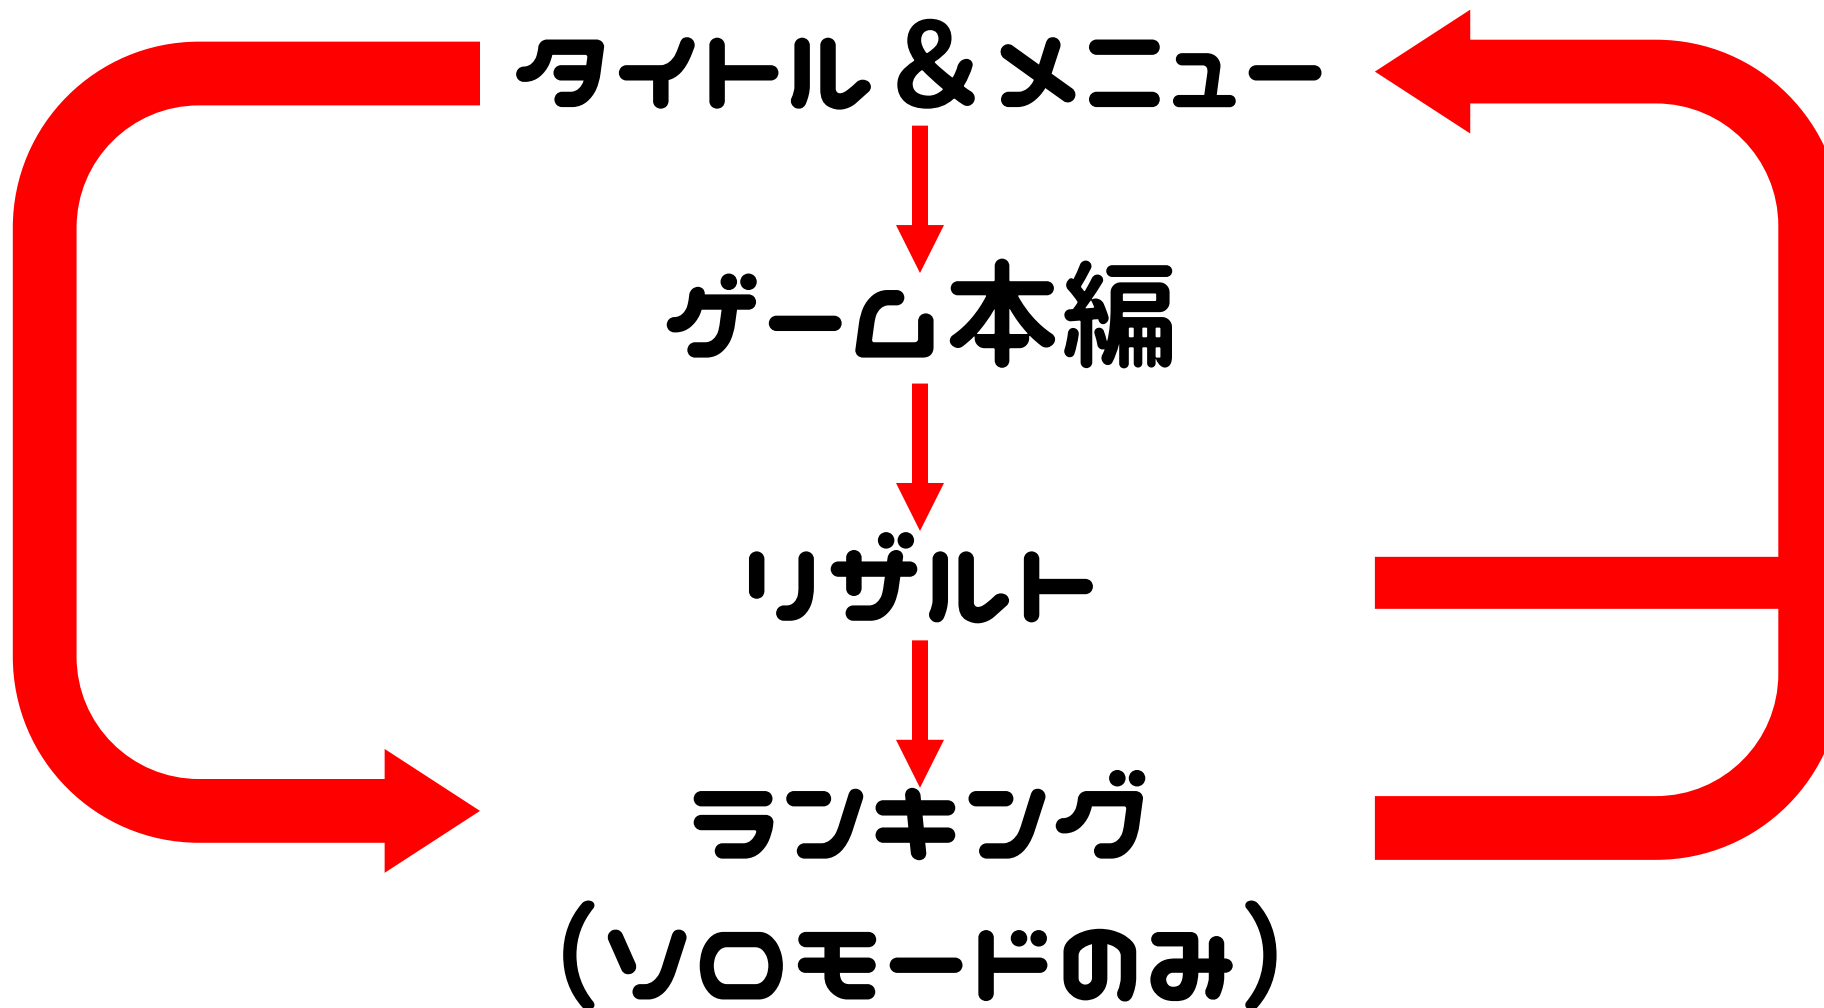 タイトル＆メニュー
ゲーム本編
リザルト
ランキング
（ソロモードのみ）